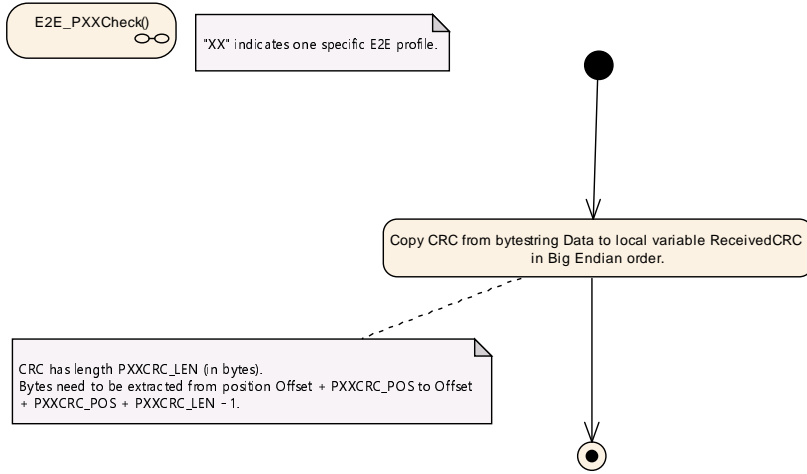 E2E_PXXCheck()
"XX" indicates one specific E2E profile.
Copy CRC from bytestring Data to local variable ReceivedCRC
in Big Endian order.
CRC has length PXXCRC_LEN (in bytes).
Bytes need to be extracted from position Offset + PXXCRC_POS to Offset
+ PXXCRC_POS + PXXCRC_LEN - 1.